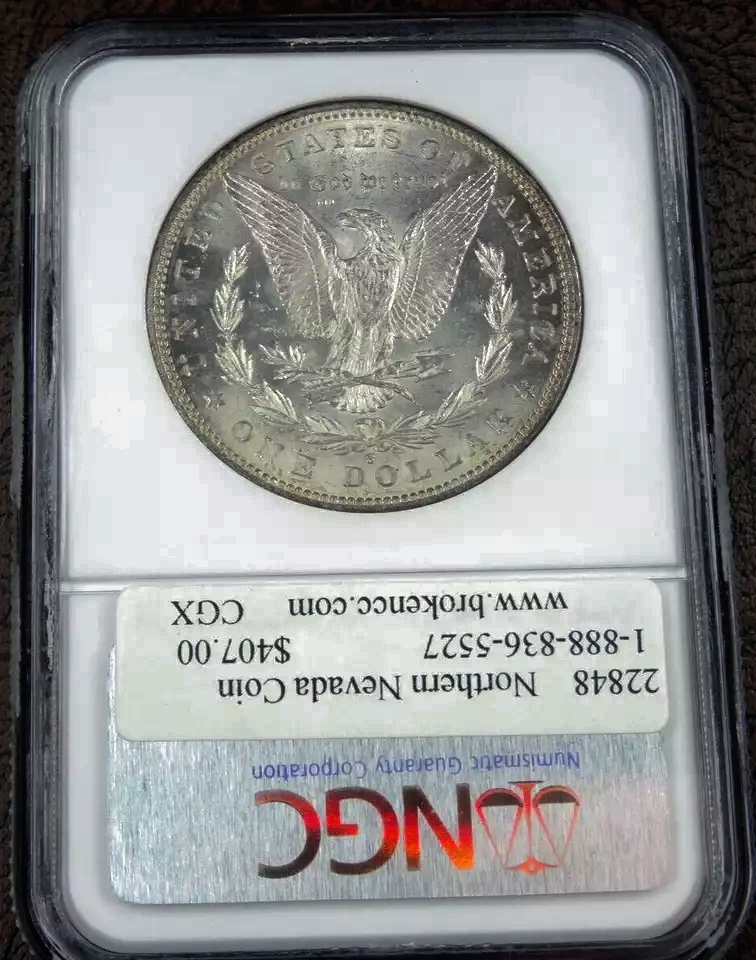 UNITED STATES OF AMERICA
In God we trust
ONE DOLLAR
S
22848 Northern Nevada Coin
1-888-836-5527 $407.00
www.brokencc.com CGX
Numismatic Guaranty Corporation
NGC